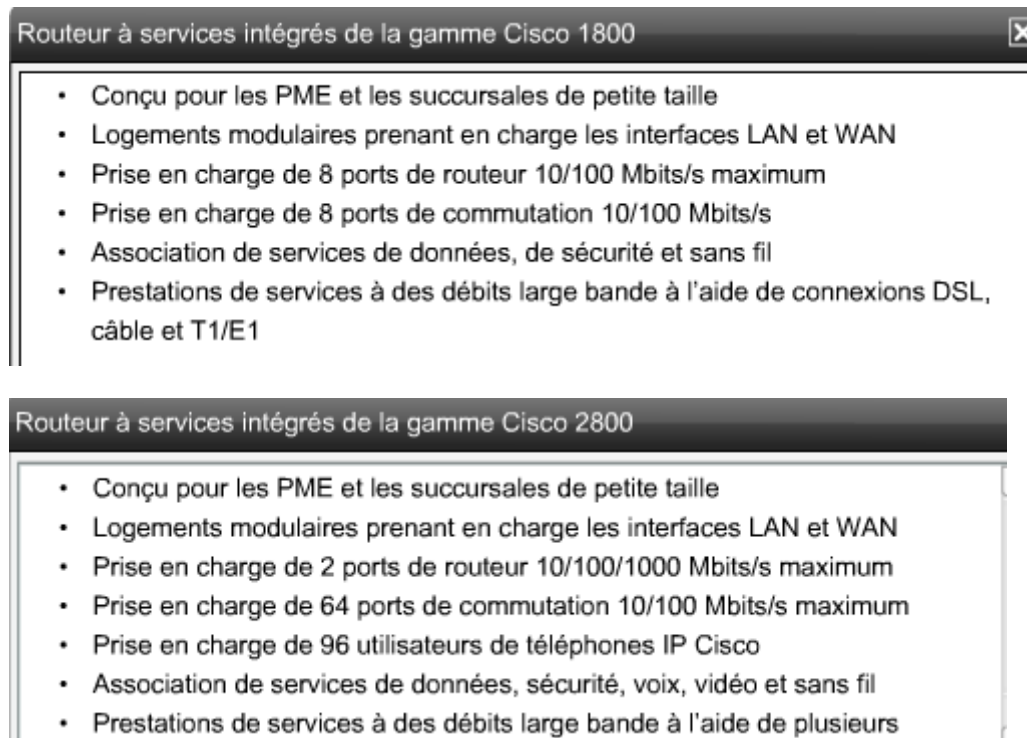 Routeur à services intégrés de la gamme Cisco 1800
• Conçu pour les PME et les succursales de petite taille
• Logements modulaires prenant en charge les interfaces LAN et WAN
• Prise en charge de 8 ports de routeur 10/100 Mbits/s maximum
• Prise en charge de 8 ports de commutation 10/100 Mbits/s
• Association de services de données, de sécurité et sans fil
• Prestations de services à des débits large bande à l'aide de connexions DSL,
câble et T1/E1
Routeur à services intégrés de la gamme Cisco 2800
• Conçu pour les PME et les succursales de petite taille
• Logements modulaires prenant en charge les interfaces LAN et WAN
• Prise en charge de 2 ports de routeur 10/100/1000 Mbits/s maximum
• Prise en charge de 64 ports de commutation 10/100 Mbits/s maximum
• Prise en charge de 96 utilisateurs de téléphones IP Cisco
• Association de services de données, sécurité, voix, vidéo et sans fil
• Prestations de services à des débits large bande à l'aide de plusieurs